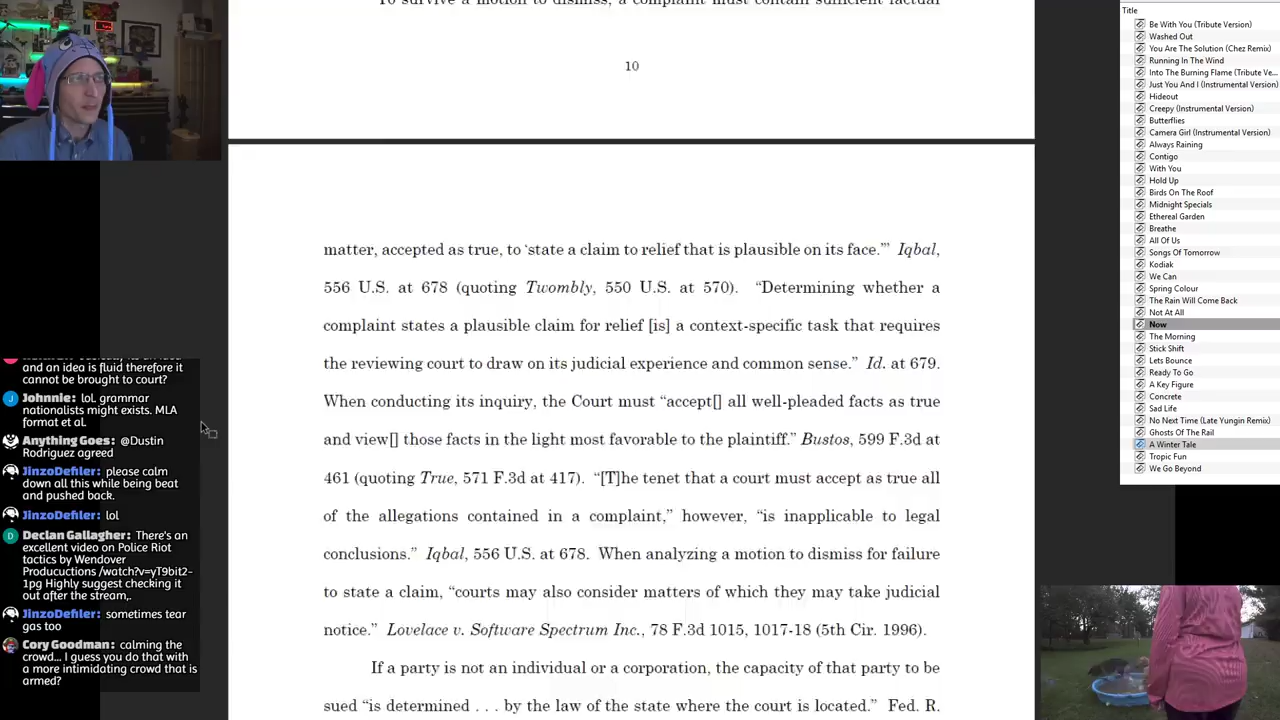 To survive a motion to dismiss, a complaint must contain sufficient factual
10
matter, accepted as true, to ‘state a claim to relief that is plausible on its face.’” Iqbal,
556 U.S. at 678 (quoting Twombly, 550 U.S. at 570). “Determining whether a
complaint states a plausible claim for relief [is] a context-specific task that requires
the reviewing court to draw on its judicial experience and common sense.” Id. at 679.
When conducting its inquiry, the Court must “accept[] all well-pleaded facts as true
and view[] those facts in the light most favorable to the plaintiff.” Bustos, 599 F.3d at
461 (quoting True, 571 F.3d at 417). “[T]he tenet that a court must accept as true all
of the allegations contained in a complaint,” however, “is inapplicable to legal
conclusions.” Iqbal, 556 U.S. at 678. When analyzing a motion to dismiss for failure
to state a claim, “courts may also consider matters of which they may take judicial
notice.” Lovelace v. Software Spectrum Inc., 78 F.3d 1015, 1017-18 (5th Cir. 1996).
If a party is not an individual or a corporation, the capacity of that party to be
sued “is determined . . . by the law of the state where the court is located.” Fed. R.
and an idea is fluid therefore it
cannot be brought to court?
Johnnie: lol. grammar
nationalists might exists. MLA
format et al.
Anything Goes: @Dustin
Rodriguez agreed
JinzoDefiler: please calm
down all this while being beat
and pushed back.
JinzoDefiler: lol
Declan Gallagher: There's an
excellent video on Police Riot
tactics by Wendover
Producuctions /watch?v=yT9bit2-
1pg Highly suggest checking it
out after the stream,.
JinzoDefiler: sometimes tear
gas too
Cory Goodman: calming the
crowd... I guess you do that with
a more intimidating crowd that is
armed?
Title
Be With You (Tribute Version)
Washed Out
You Are The Solution (Chez Remix)
Running In The Wind
Into The Burning Flame (Tribute Ve...
Just You And I (Instrumental Version)
Hideout
Creepy (Instrumental Version)
Butterflies
Camera Girl (Instrumental Version)
Always Raining
Contigo
With You
Hold Up
Birds On The Roof
Midnight Specials
Ethereal Garden
Breathe
All Of Us
Songs Of Tomorrow
Kodiak
We Can
Spring Colour
The Rain Will Come Back
Not At All
Now
The Morning
Stick Shift
Lets Bounce
Ready To Go
A Key Figure
Concrete
Sad Life
No Next Time (Late Yungin Remix)
Ghosts Of The Rail
A Winter Tale
Tropic Fun
We Go Beyond